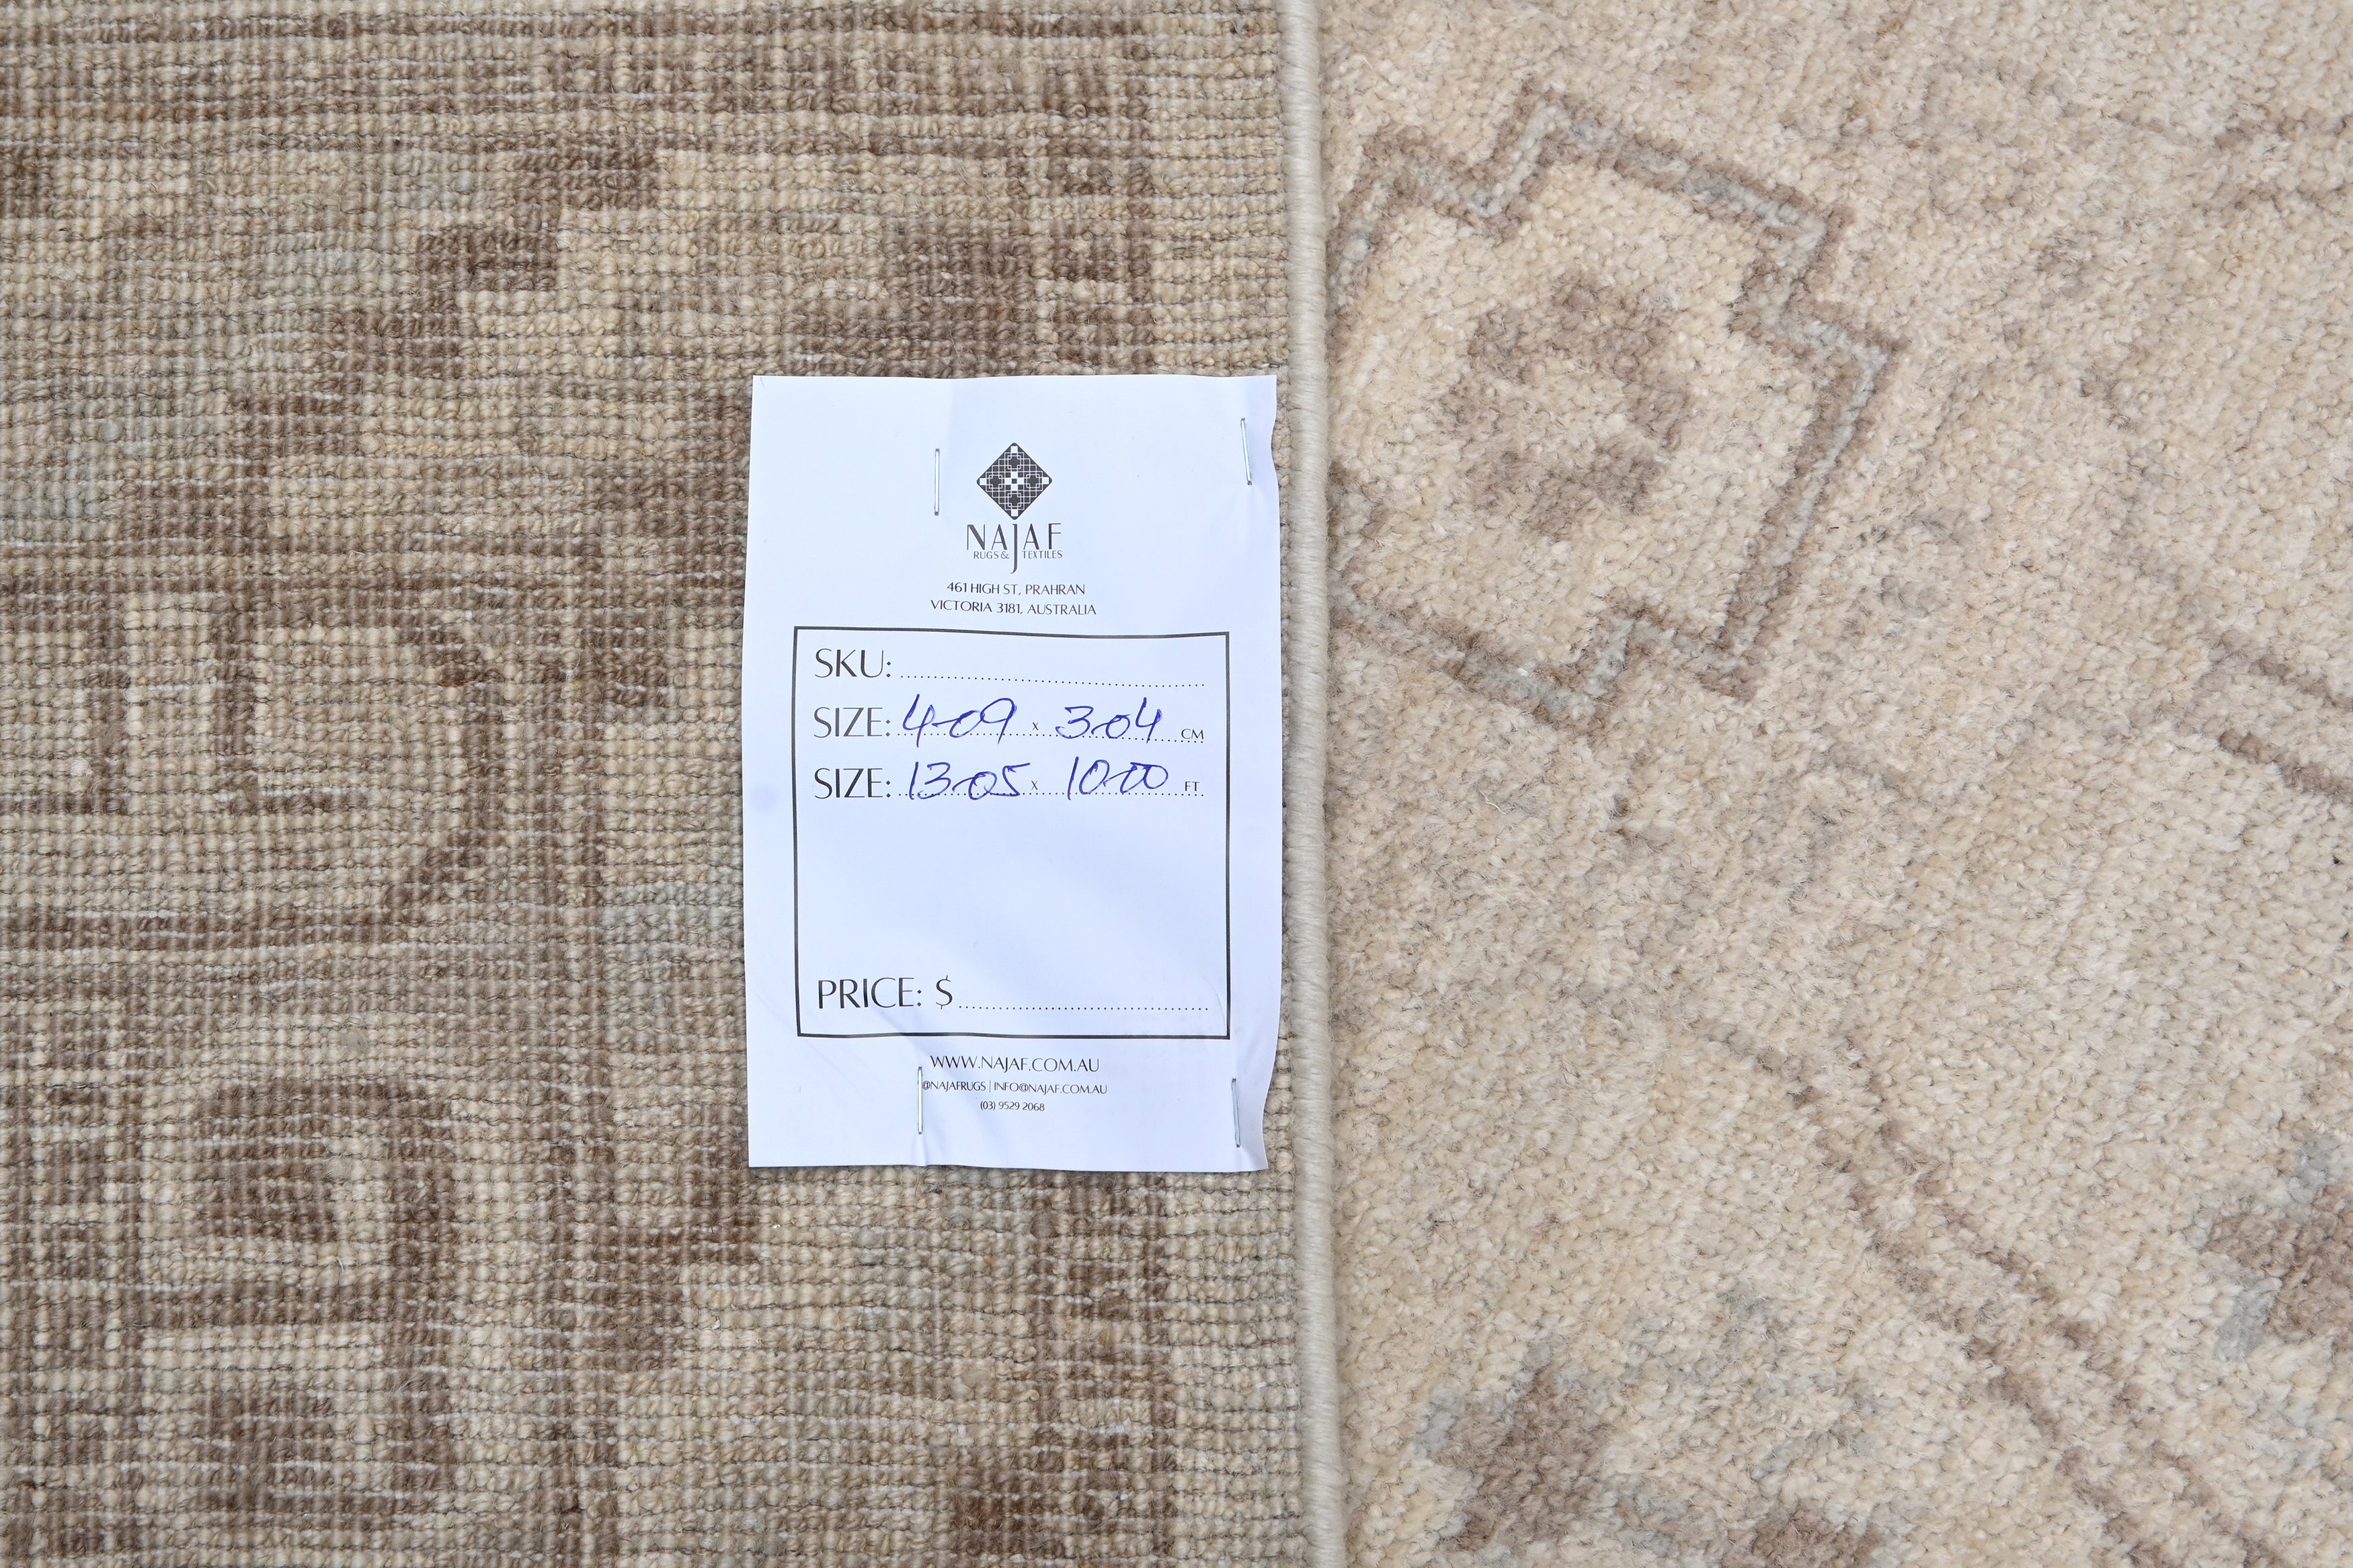 NAJAF
RUGS & TEXTILES
461 HIGH ST, PRAHRAN
VICTORIA 3181, AUSTRALIA
SKU:
SIZE: 4-09 x 3-04 CM
SIZE: 13-05 x 10-00 FT
PRICE: $
WWW.NAJAF.COM.AU
@NAJAFRUGS | INFO@NAJAF.COM.AU
(03) 9529 2068